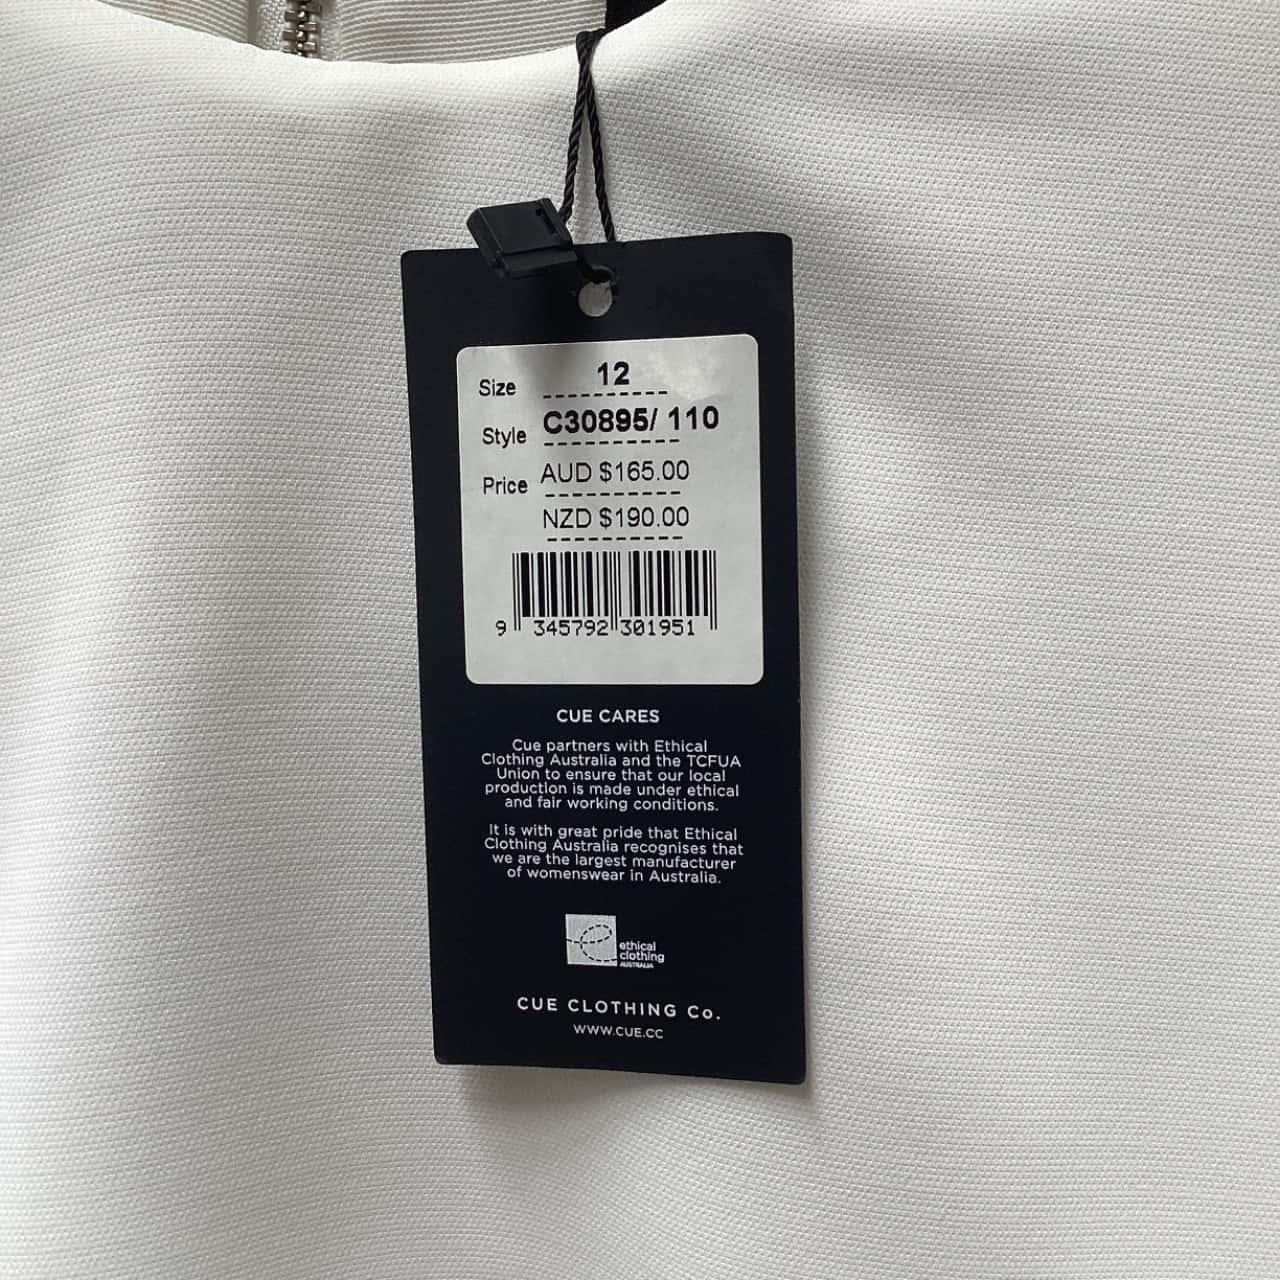 Size 12
Style C30895/ 110
Price AUD $165.00
NZD $190.00
9 345792 301951
CUE CARES
Cue partners with Ethical
Clothing Australia and the TCFUA
Union to ensure that our local
production is made under ethical
and fair working conditions.
It is with great pride that Ethical
Clothing Australia recognises that
we are the largest manufacturer
of womenswear in Australia.
ethical
clothing
AUSTRALIA
CUE CLOTHING Co.
WWW.CUE.CC